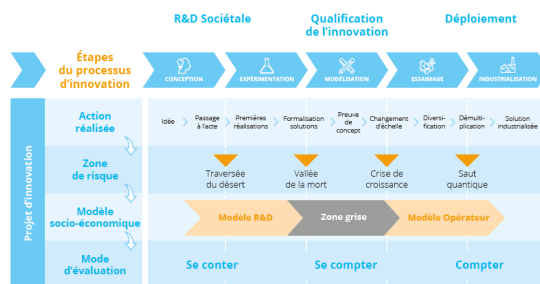 R&D Sociétale
Qualification
de l'innovation
Déploiement
Étapes
du processus
d'innovation
CONCEPTION
EXPÉRIMENTATION
MODÉLISATION
ESSAIMAGE
INDUSTRIALISATION
Projet d'innovation
Action
réalisée
Idée
Passage
à l'acte
Premières
réalisations
Formalisation
solutions
Preuve
de
concept
Changement
d'échelle
Diversi-
fication
Démulti-
plication
Solution
industrialisée
Zone
de risque
Traversée
du désert
Vallée
de la mort
Crise de
croissance
Saut
quantique
Modèle
socio-économique
Modèle R&D
Zone grise
Modèle Opérateur
Mode
d'évaluation
Se conter
Se compter
Compter